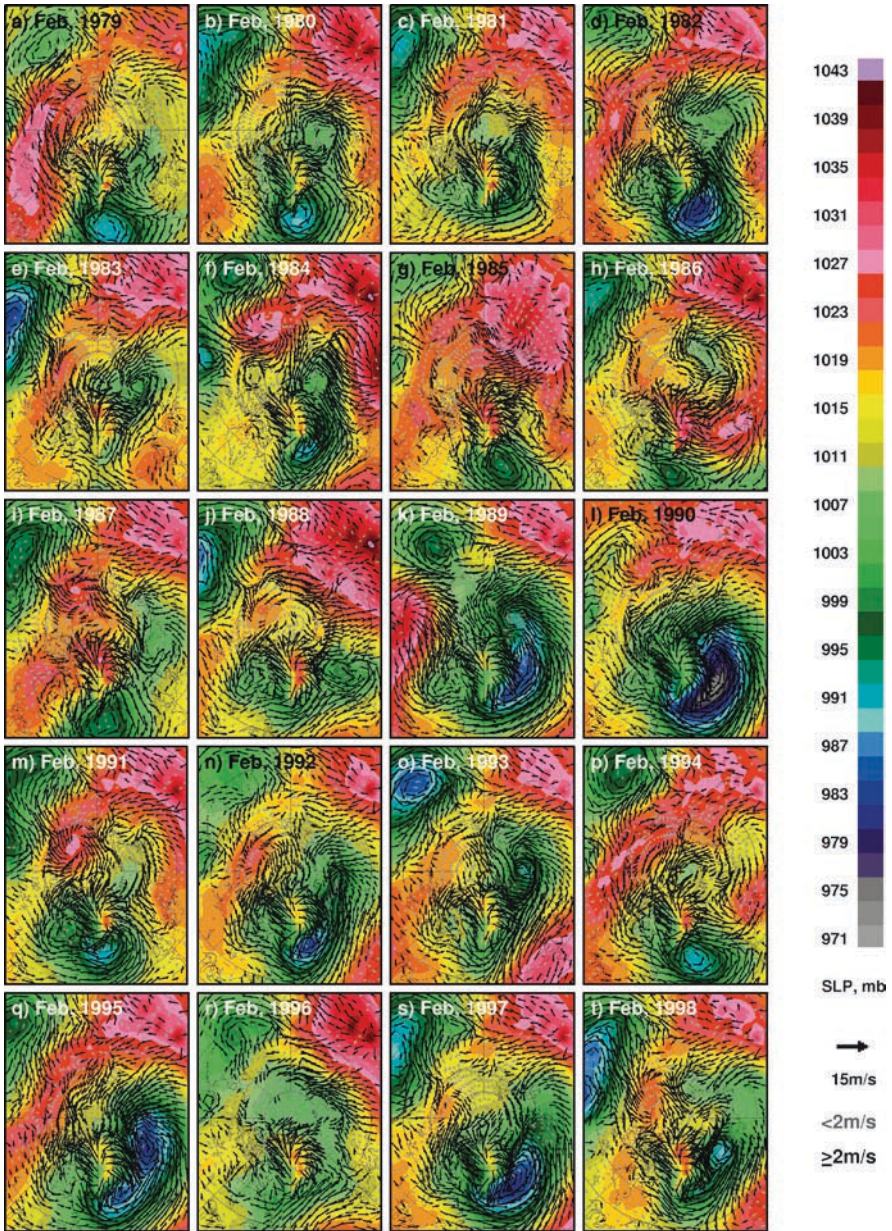 a) Feb, 1979
b) Feb, 1980
c) Feb, 1981
d) Feb, 1982
e) Feb, 1983
f) Feb, 1984
g) Feb, 1985
h) Feb, 1986
i) Feb, 1987
j) Feb, 1988
k) Feb, 1989
l) Feb, 1990
m) Feb, 1991
n) Feb, 1992
o) Feb, 1993
p) Feb, 1994
q) Feb, 1995
r) Feb, 1996
s) Feb, 1997
t) Feb, 1998
1043
1039
1035
1031
1027
1023
1019
1015
1011
1007
1003
999
995
991
987
983
979
975
971
SLP, mb
15m/s
<2m/s
≥2m/s